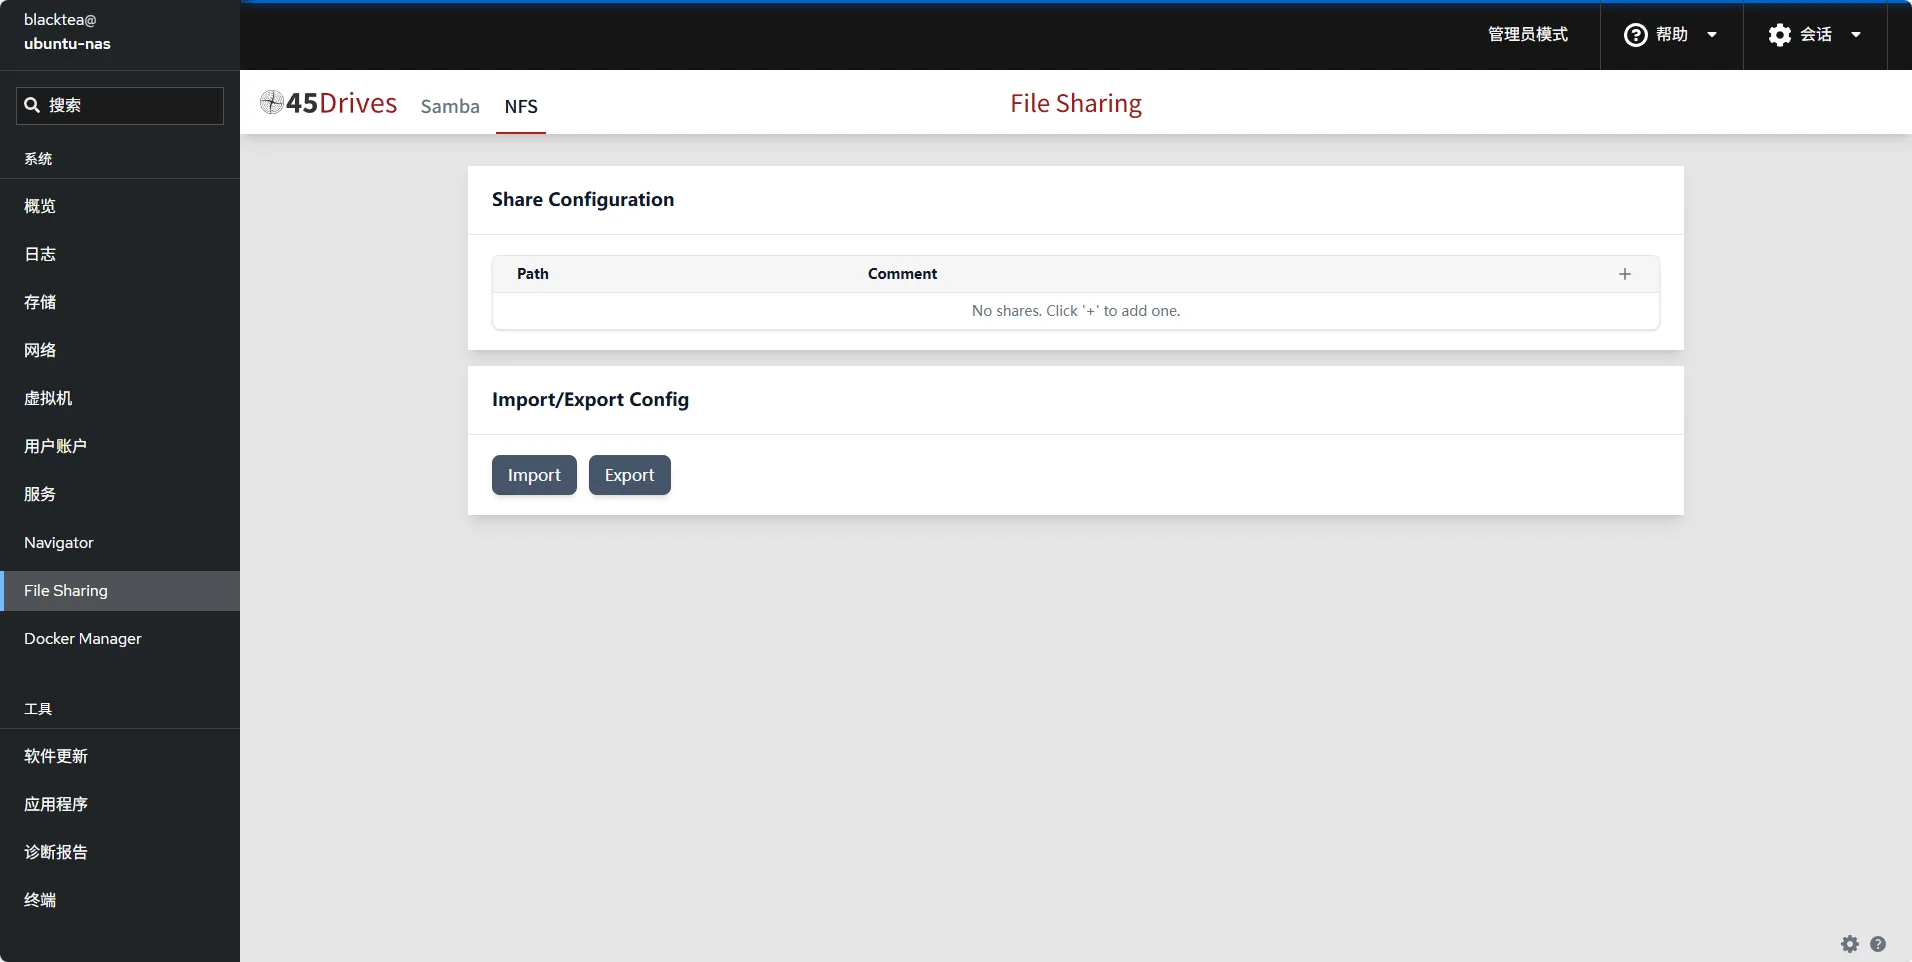 blacktea@
ubuntu-nas
管理员模式
帮助
会话
搜索
45Drives
Samba
NFS
File Sharing
系统
概览
日志
存储
网络
虚拟机
用户账户
服务
Navigator
File Sharing
Docker Manager
工具
软件更新
应用程序
诊断报告
终端
Share Configuration
Path
Comment
No shares. Click '+' to add one.
Import/Export Config
Import
Export